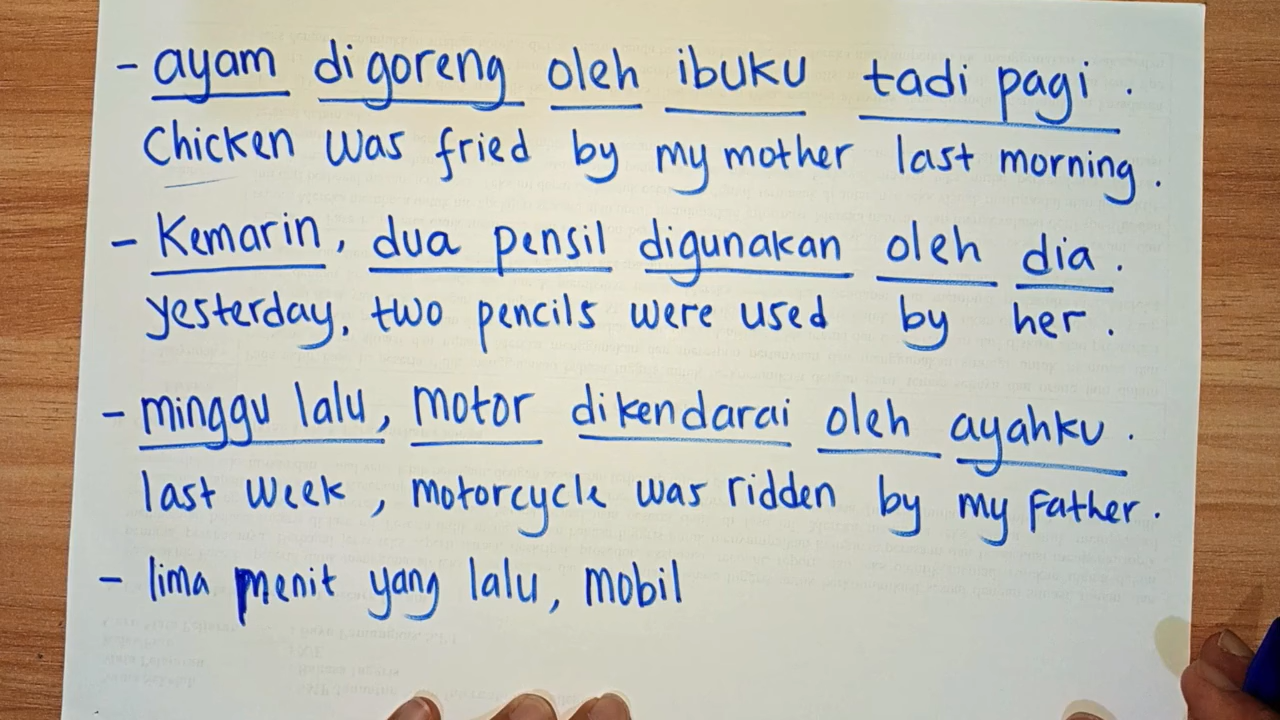 - ayam digoreng oleh ibuku tadi pagi.
Chicken was fried by my mother last morning.
- Kemarin, dua pensil digunakan oleh dia.
yesterday, two pencils were used by her.
- minggu lalu, motor dikendarai oleh ayahku.
last week, motorcycle was ridden by my father.
- lima menit yang lalu, mobil